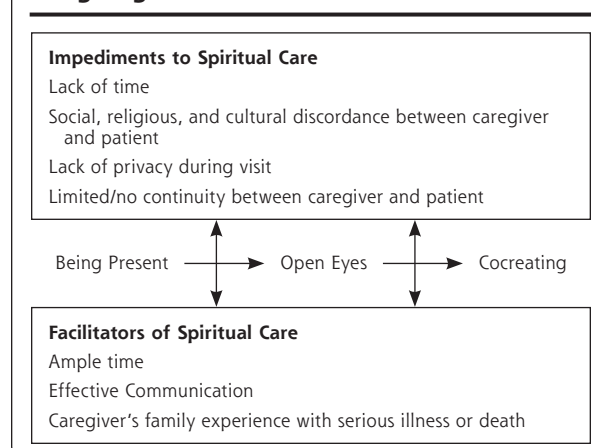 Impediments to Spiritual Care
Lack of time
Social, religious, and cultural discordance between caregiver
and patient
Lack of privacy during visit
Limited/no continuity between caregiver and patient
Being Present Open Eyes Cocreating
Facilitators of Spiritual Care
Ample time
Effective Communication
Caregiver's family experience with serious illness or death